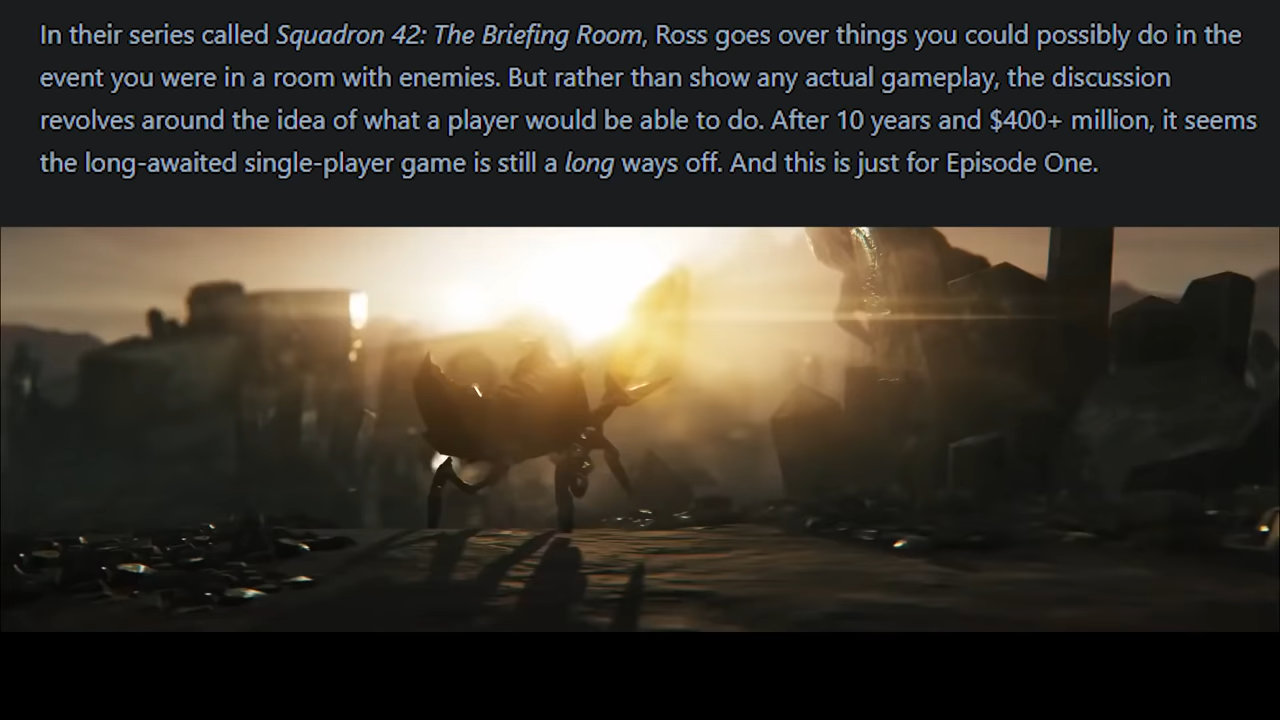 In their series called Squadron 42: The Briefing Room, Ross goes over things you could possibly do in the
event you were in a room with enemies. But rather than show any actual gameplay, the discussion
revolves around the idea of what a player would be able to do. After 10 years and $400+ million, it seems
the long-awaited single-player game is still a long ways off. And this is just for Episode One.